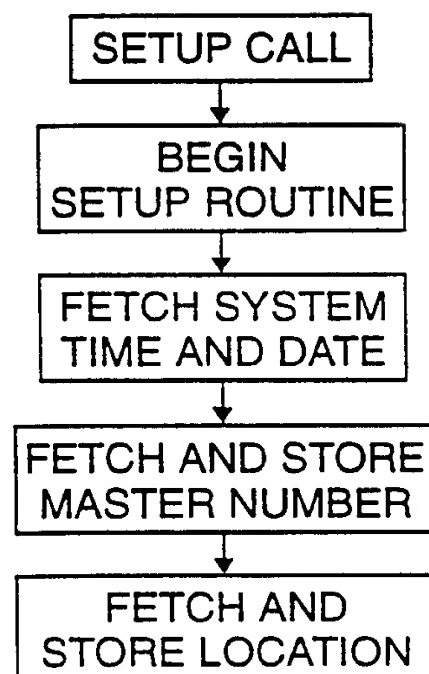 SETUP CALL
BEGIN
SETUP ROUTINE
FETCH SYSTEM
TIME AND DATE
FETCH AND STORE
MASTER NUMBER
FETCH AND
STORE LOCATION